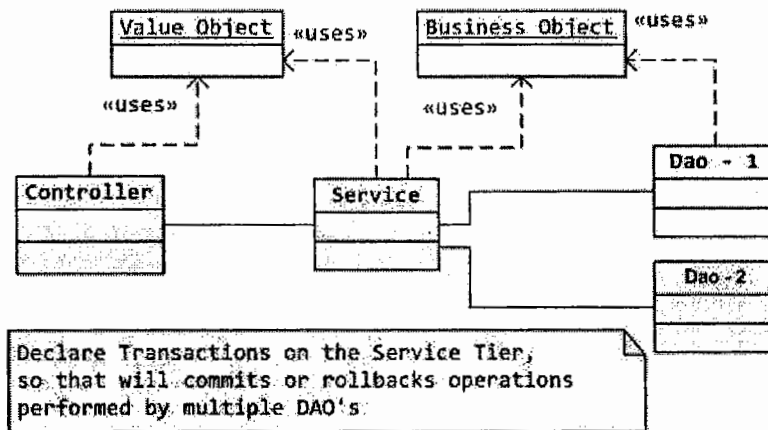 Value Object
«uses»
Business Object
«uses»
«uses»
«uses»
Controller
Service
Dao - 1
Dao - 2
Declare Transactions on the Service Tier,
so that will commits or rollbacks operations
performed by multiple DAO's